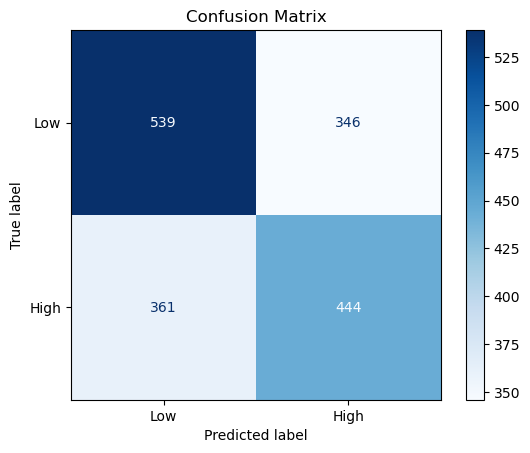 Confusion Matrix
True label
Low
539
346
High
361
444
Low
High
Predicted label
525
500
475
450
425
400
375
350